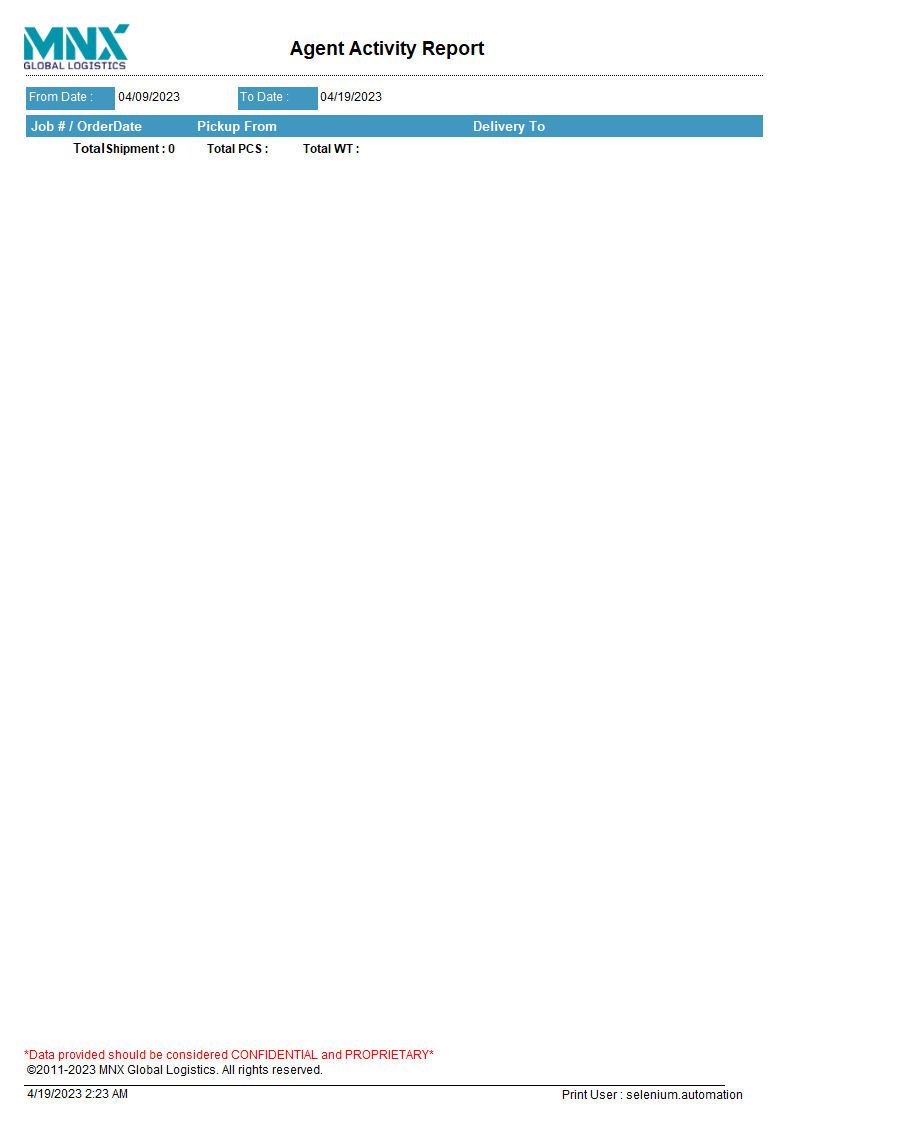 MNX
GLOBAL LOGISTICS
Agent Activity Report
From Date : 04/09/2023 To Date : 04/19/2023
Job # / OrderDate Pickup From Delivery To
Total Shipment : 0 Total PCS : Total WT :
*Data provided should be considered CONFIDENTIAL and PROPRIETARY*
©2011-2023 MNX Global Logistics. All rights reserved.
4/19/2023 2:23 AM Print User : selenium.automation